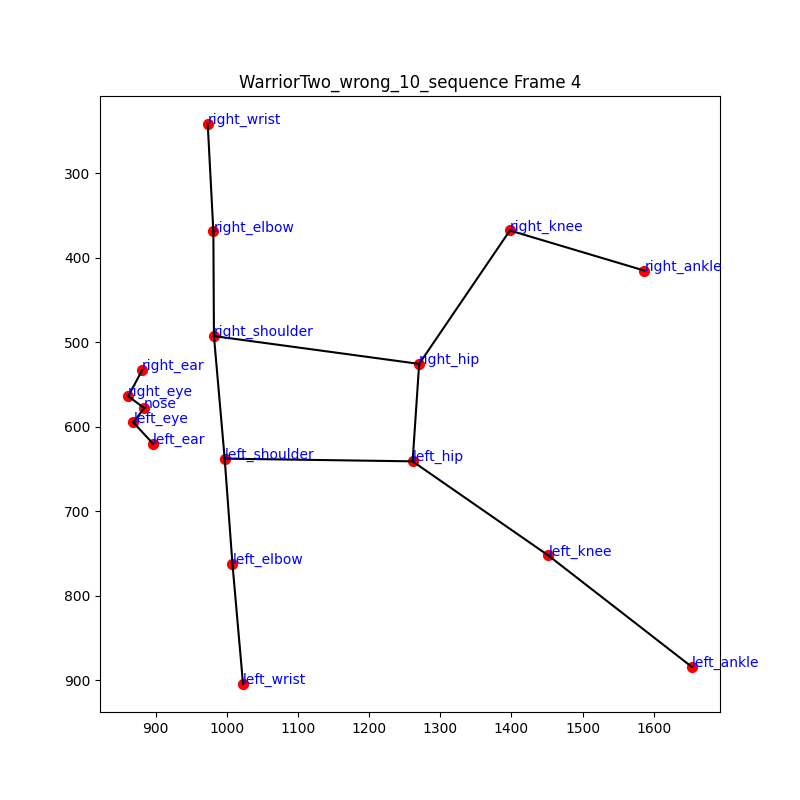 WarriorTwo_wrong_10_sequence Frame 4
right_wrist
right_elbow
right_knee
right_ankle
right_shoulder
right_hip
right_ear
right_eye
nose
left_eye
left_ear
left_shoulder
left_hip
left_knee
left_elbow
left_ankle
left_wrist
300
400
500
600
700
800
900
900 1000 1100 1200 1300 1400 1500 1600